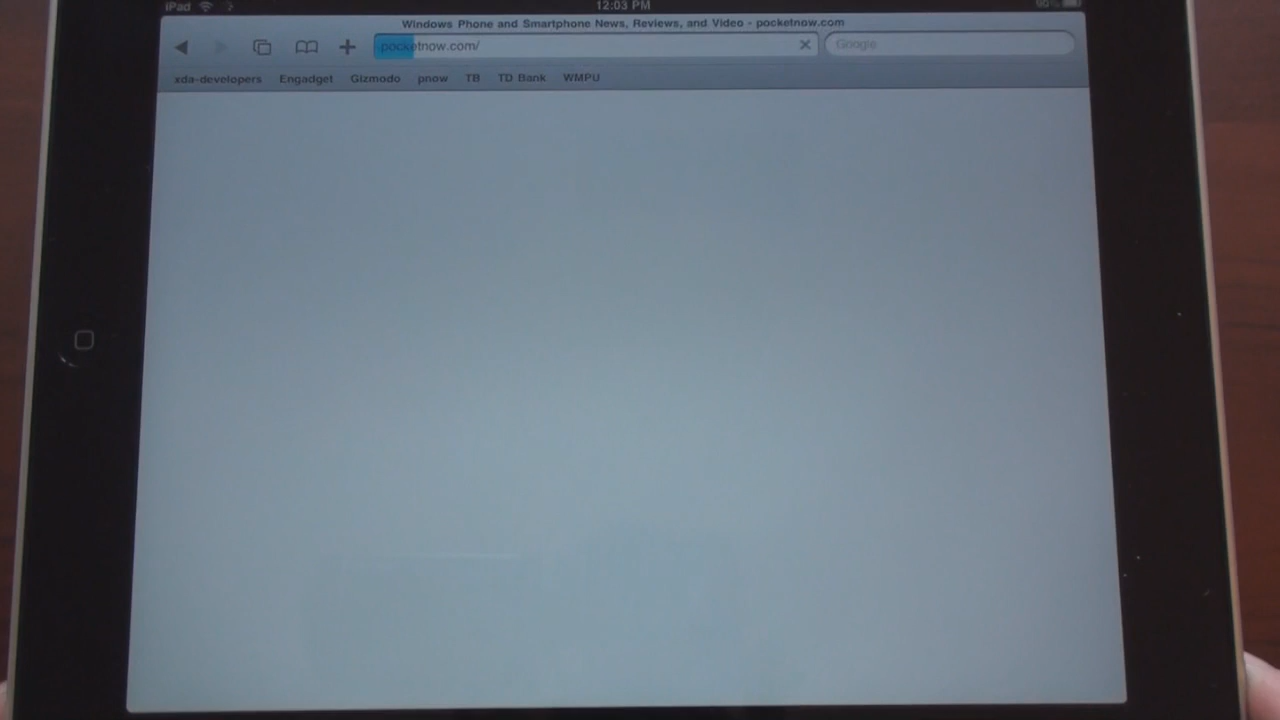 iPad 12:03 PM
Windows Phone and Smartphone News, Reviews, and Video - pocketnow.com
pocketnow.com/ Google
xda-developers Engadget Gizmodo pnow TB TD Bank WMPU